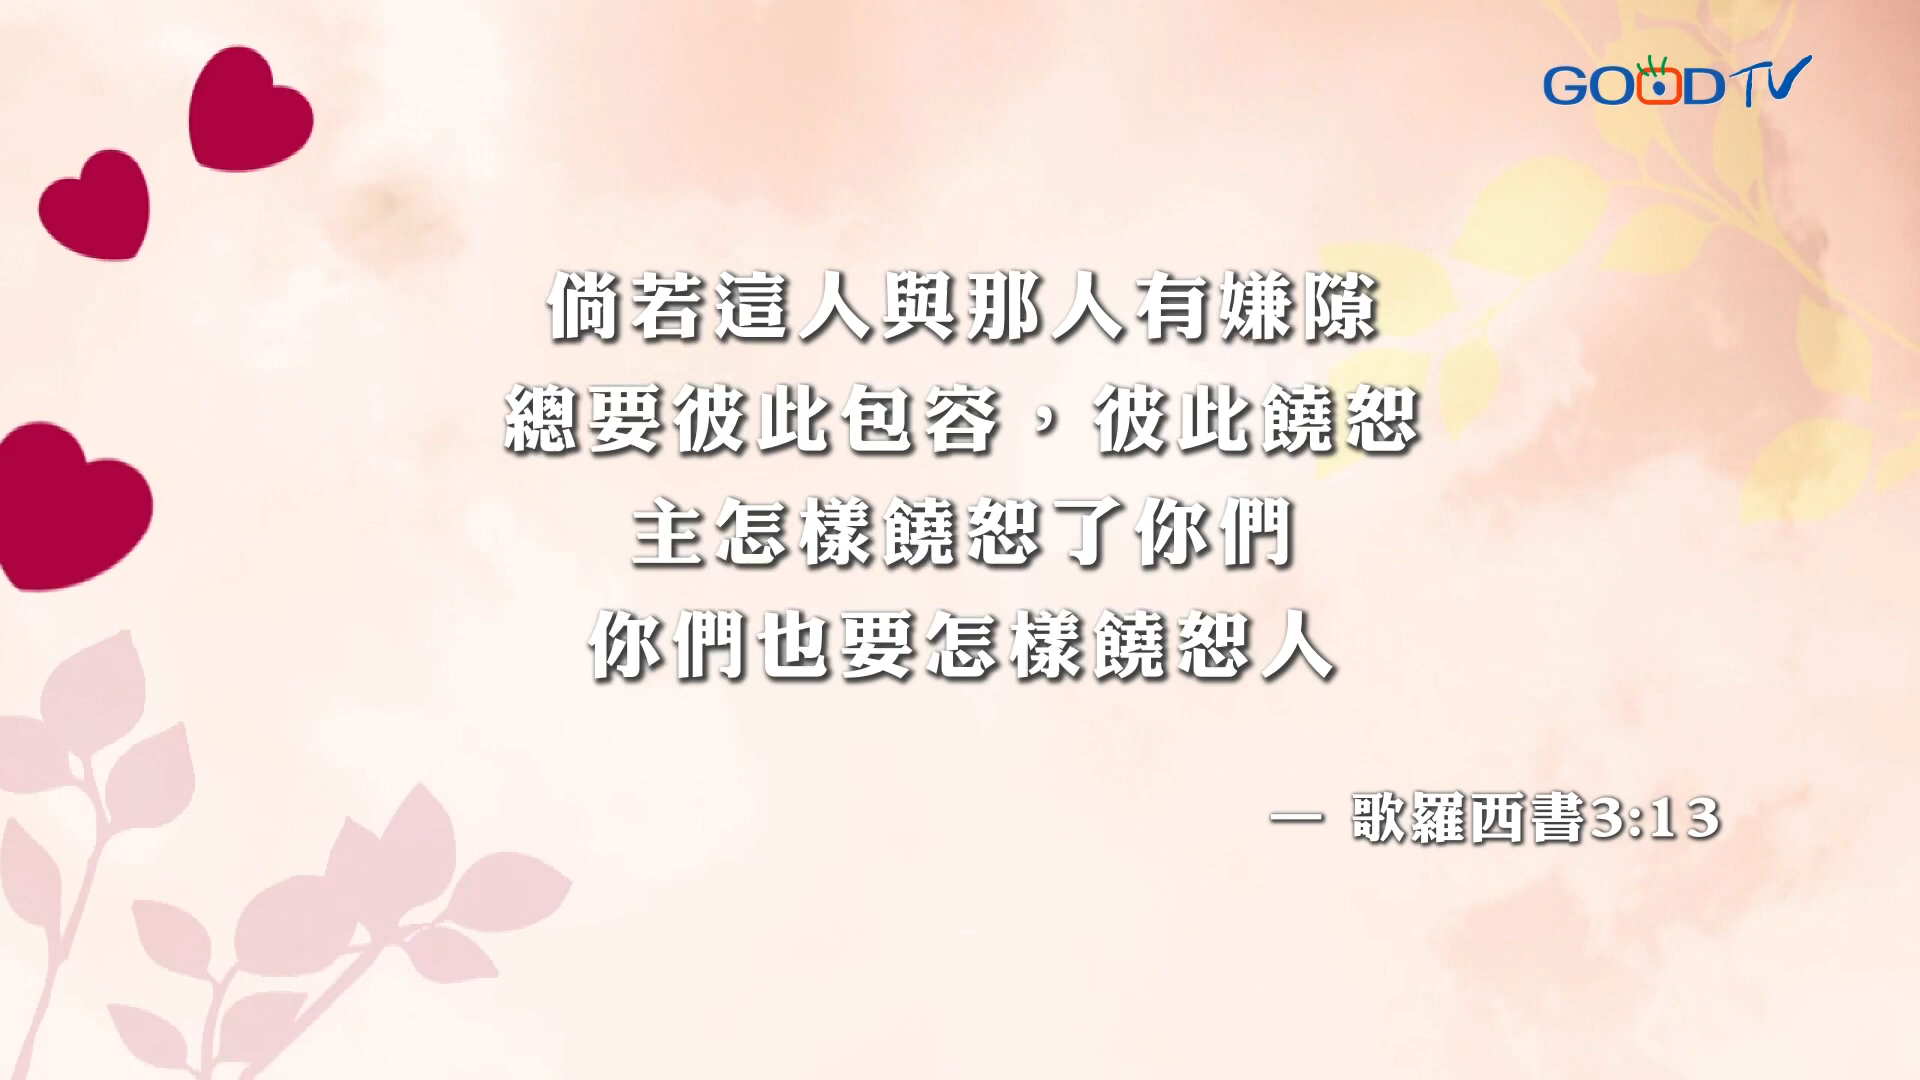 GOOD TV
倘若這人與那人有嫌隙
總要彼此包容，彼此饒恕
主怎樣饒恕了你們
你們也要怎樣饒恕人
— 歌羅西書3:13